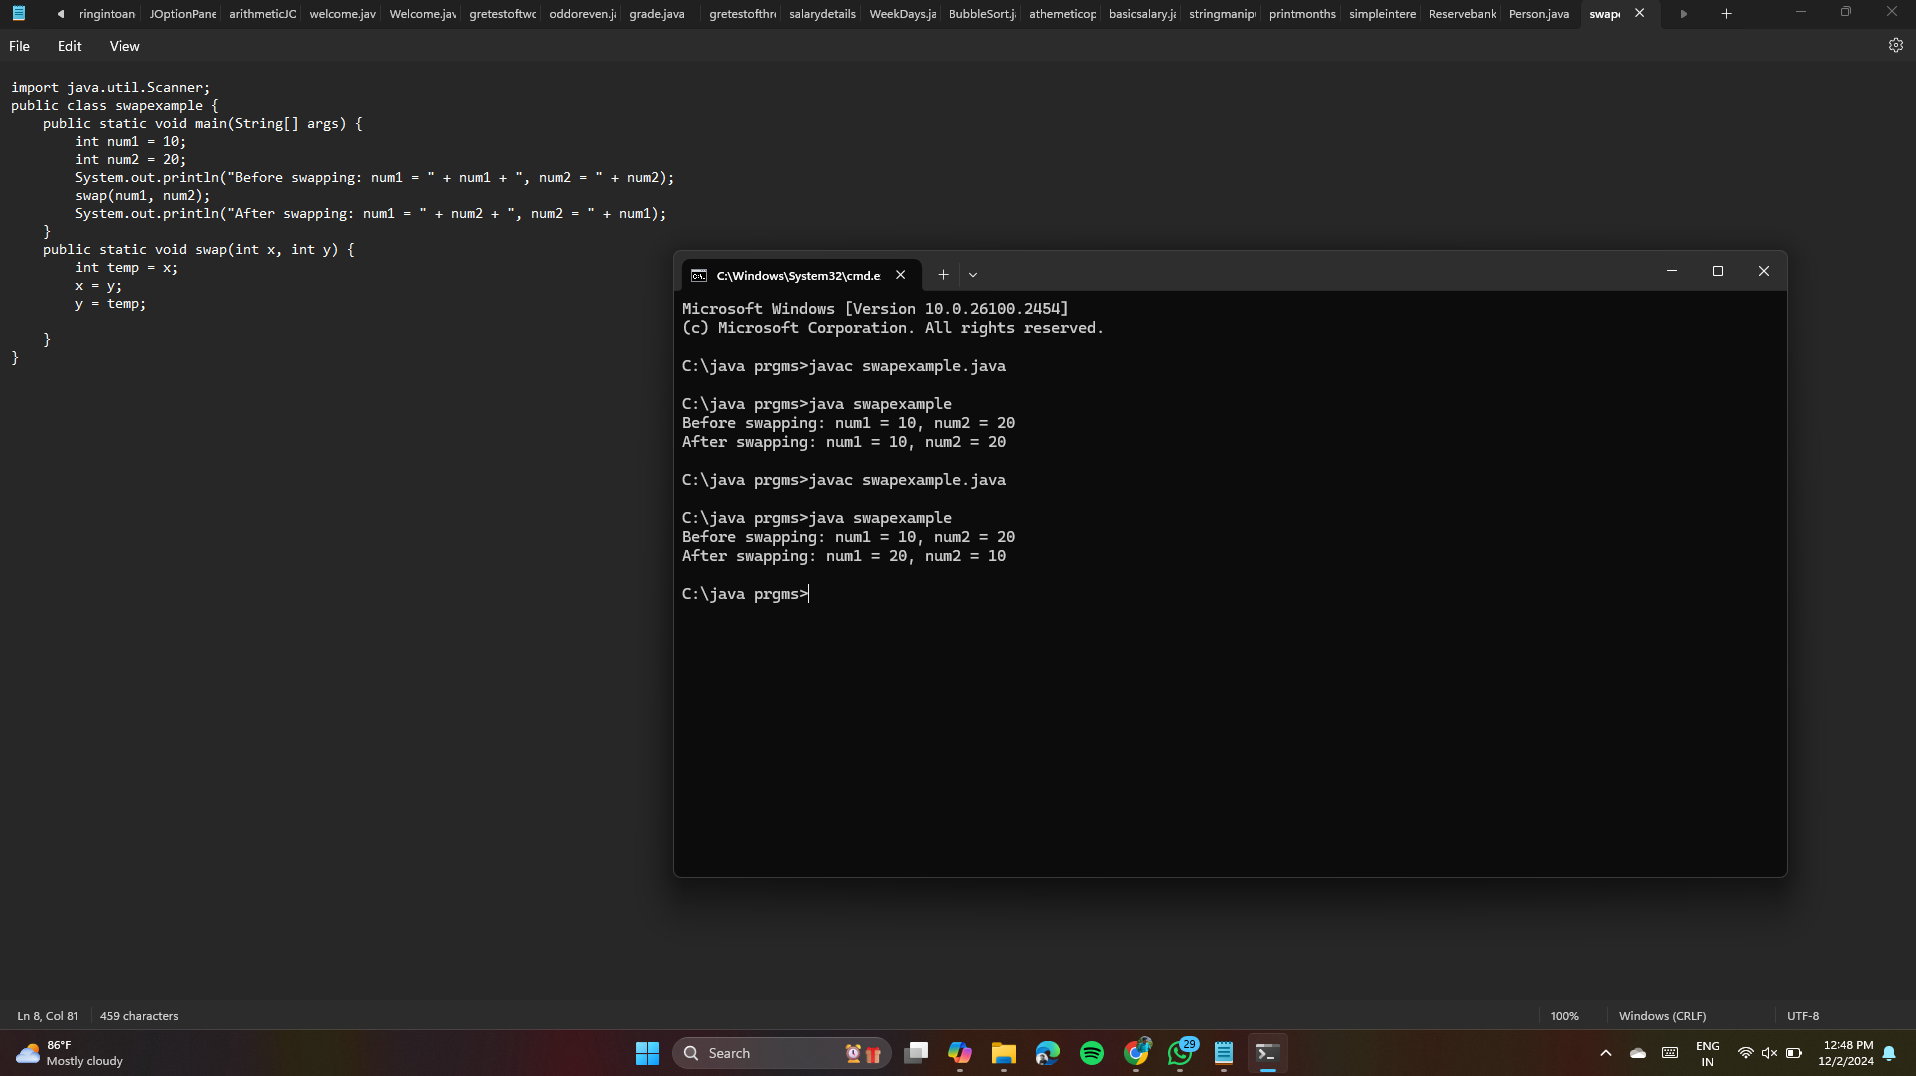 ringintoan JOptionPane arithmeticJC welcome.jav Welcome.jav gretestoftwo oddoreven.ja grade.java gretestofthre salarydetails WeekDays.ja BubbleSort.ja athemeticop basicsalary.ja stringmanipu printmonths simpleintere Reservebank Person.java swape
File Edit View
import java.util.Scanner;
public class swapexample {
    public static void main(String[] args) {
        int num1 = 10;
        int num2 = 20;
        System.out.println("Before swapping: num1 = " + num1 + ", num2 = " + num2);
        swap(num1, num2);
        System.out.println("After swapping: num1 = " + num2 + ", num2 = " + num1);
    }
    public static void swap(int x, int y) {
        int temp = x;
        x = y;
        y = temp;
    }
}
C:\Windows\System32\cmd.e
Microsoft Windows [Version 10.0.26100.2454]
(c) Microsoft Corporation. All rights reserved.
C:\java prgms>javac swapexample.java
C:\java prgms>java swapexample
Before swapping: num1 = 10, num2 = 20
After swapping: num1 = 10, num2 = 20
C:\java prgms>javac swapexample.java
C:\java prgms>java swapexample
Before swapping: num1 = 10, num2 = 20
After swapping: num1 = 20, num2 = 10
C:\java prgms>
Ln 8, Col 81 459 characters 100% Windows (CRLF) UTF-8
86°F
Mostly cloudy
Search
29
ENG
IN
12:48 PM
12/2/2024